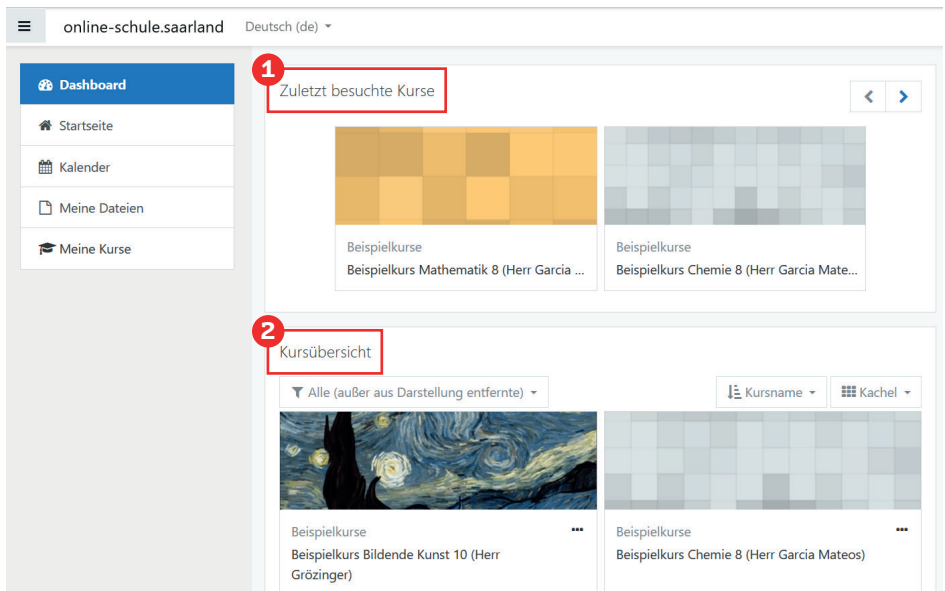 online-schule.saarland Deutsch (de)
Dashboard
Startseite
Kalender
Meine Dateien
Meine Kurse
1
Zuletzt besuchte Kurse
Beispielkurse
Beispielkurs Mathematik 8 (Herr Garcia ...
Beispielkurse
Beispielkurs Chemie 8 (Herr Garcia Mate...
2
Kursübersicht
Alle (außer aus Darstellung entfernte)
Kursname
Kachel
Beispielkurse
Beispielkurs Bildende Kunst 10 (Herr
Grözinger)
Beispielkurse
Beispielkurs Chemie 8 (Herr Garcia Mateos)